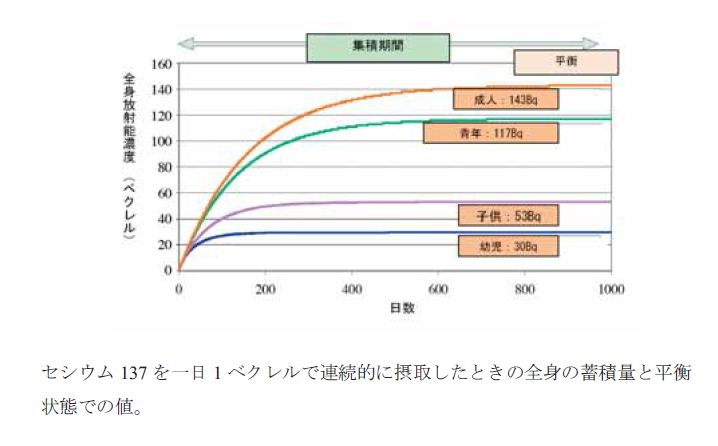 集積期間
平衡
160
140
120
100
80
60
40
20
0
全身放射能濃度（ベクレル）
成人：143Bq
青年：117Bq
子供：53Bq
幼児：30Bq
0 200 400 600 800 1000
日数
セシウム 137 を一日 1 ベクレルで連続的に摂取したときの全身の蓄積量と平衡
状態での値。